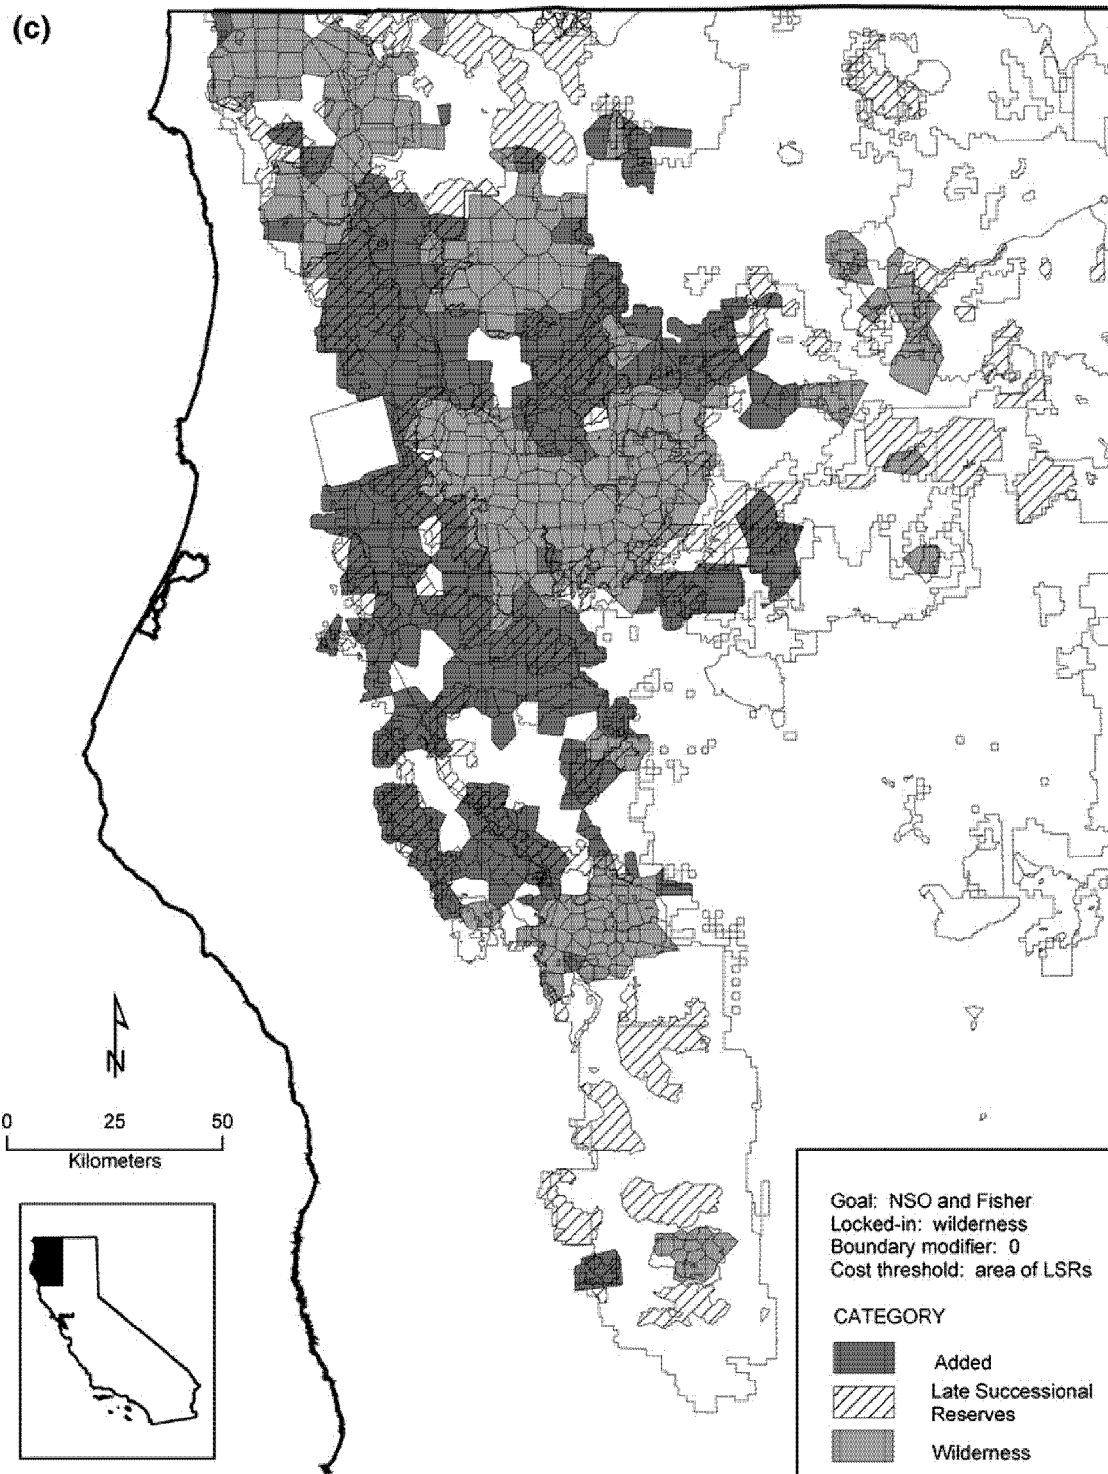 (c)
N
0 25 50
Kilometers
Goal: NSO and Fisher
Locked-in: wilderness
Boundary modifier: 0
Cost threshold: area of LSRs
CATEGORY
Added
Late Successional
Reserves
Wilderness